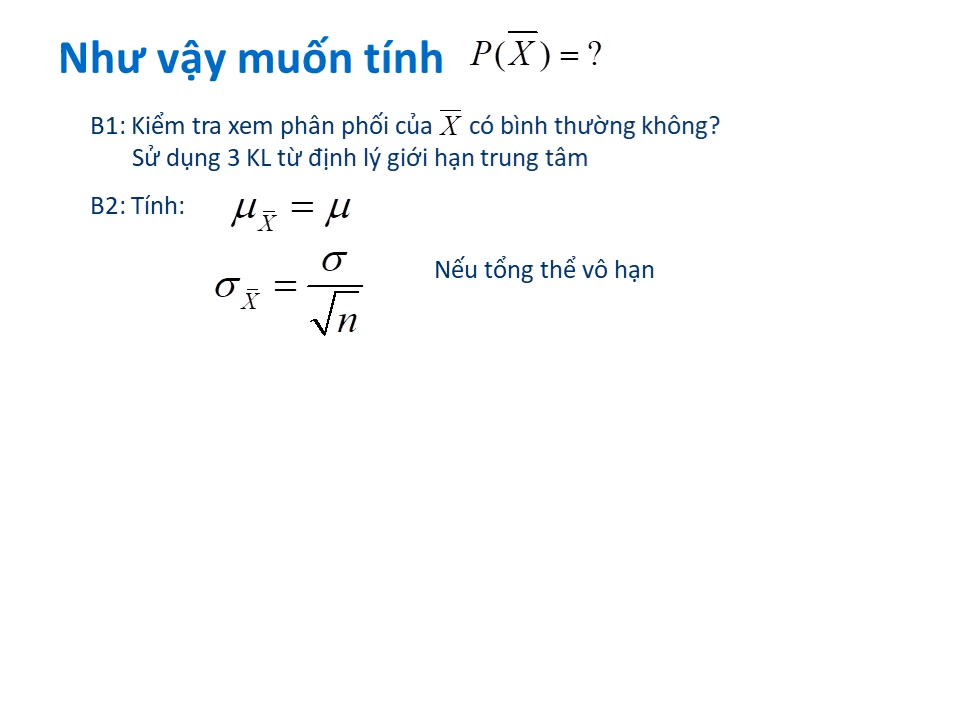 Như vậy muốn tính P(X̄) = ?
B1: Kiểm tra xem phân phối của X̄ có bình thường không?
Sử dụng 3 KL từ định lý giới hạn trung tâm
B2: Tính: μ_X̄ = μ
σ_X̄ = σ/√n Nếu tổng thể vô hạn